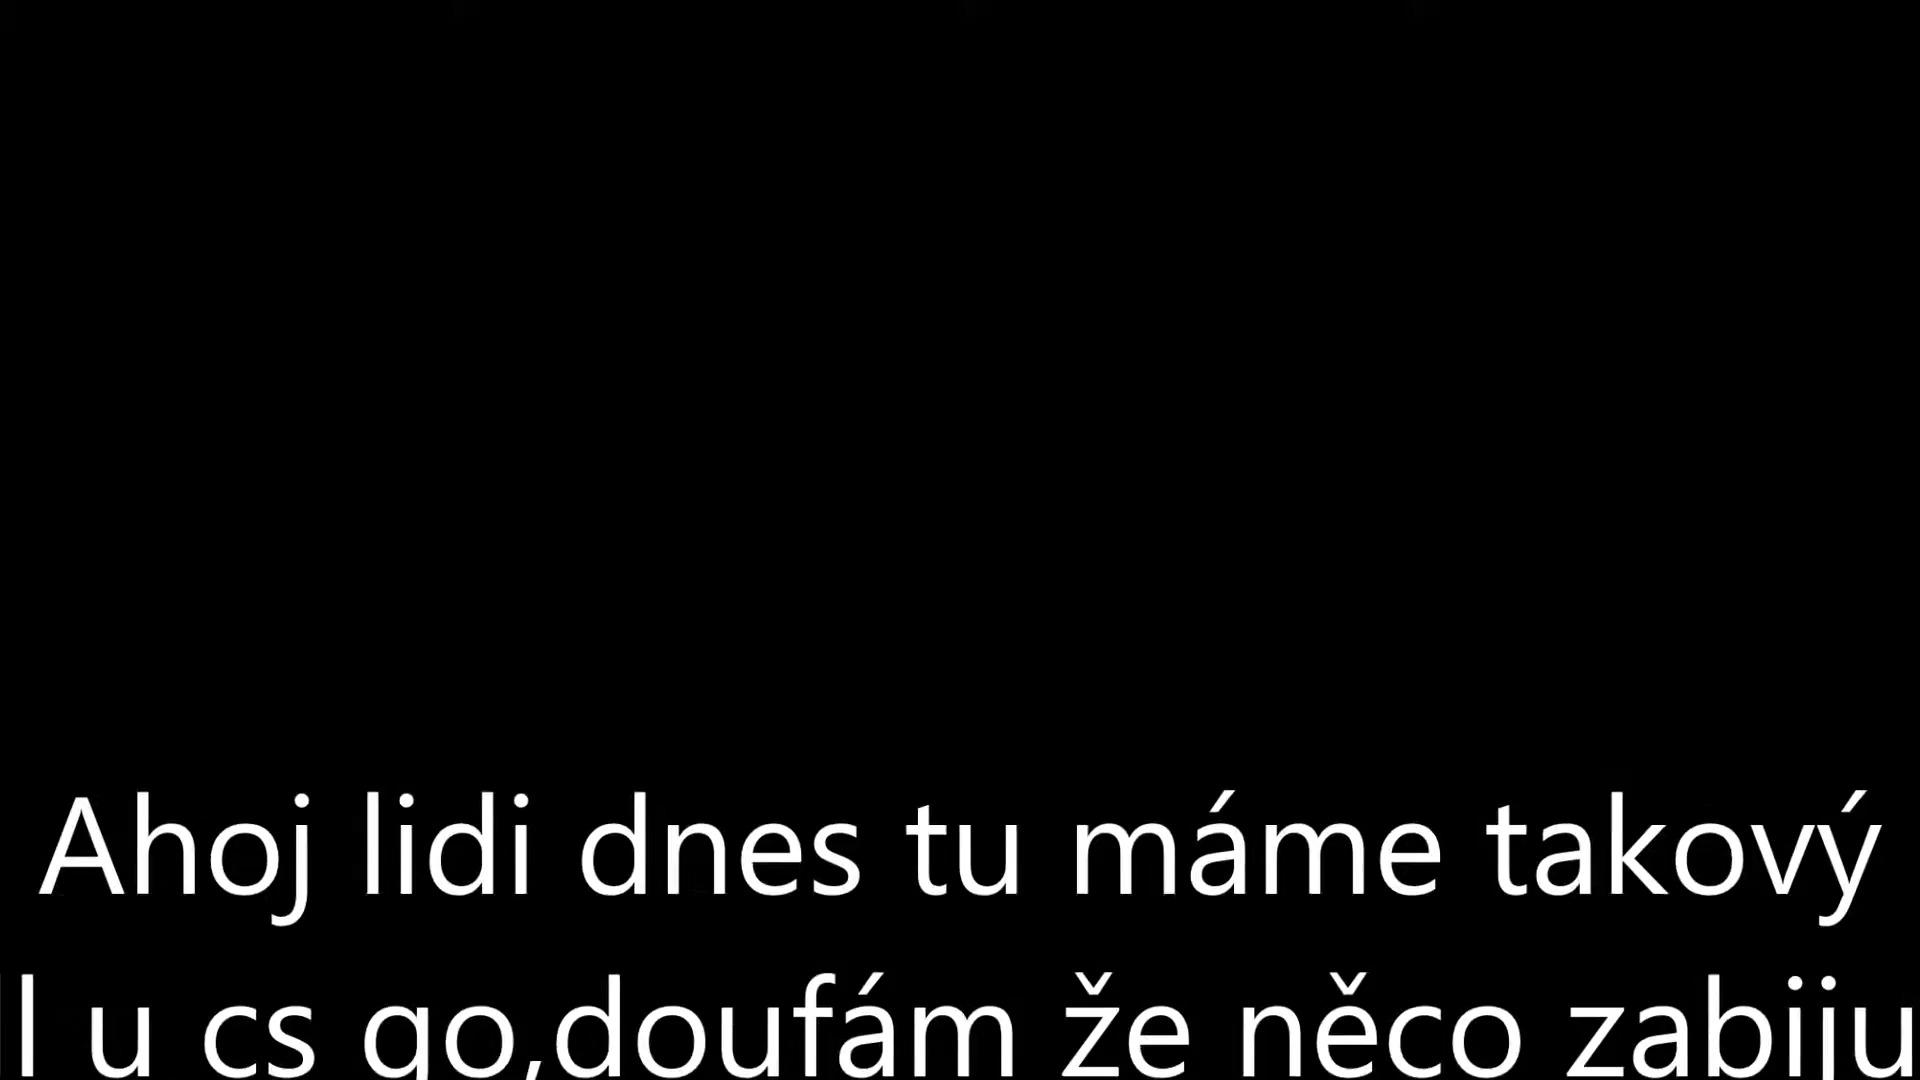 Ahoj lidi dnes tu máme takový
u cs go,doufám že něco zabiju